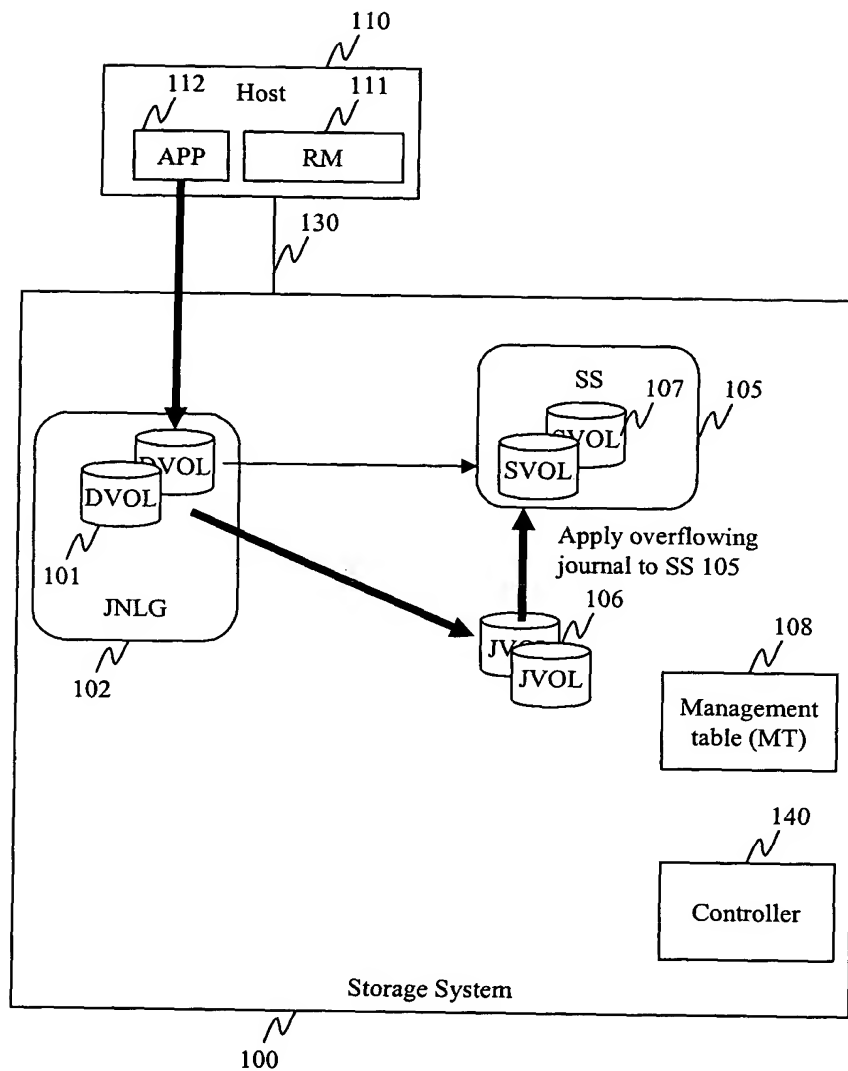 110
112
111
Host
APP
RM
130
SS
107
105
SVOL
SVOL
DVOL
DVOL
101
JNLG
102
Apply overflowing
journal to SS 105
106
JVOL
108
Management
table (MT)
140
Controller
Storage System
100